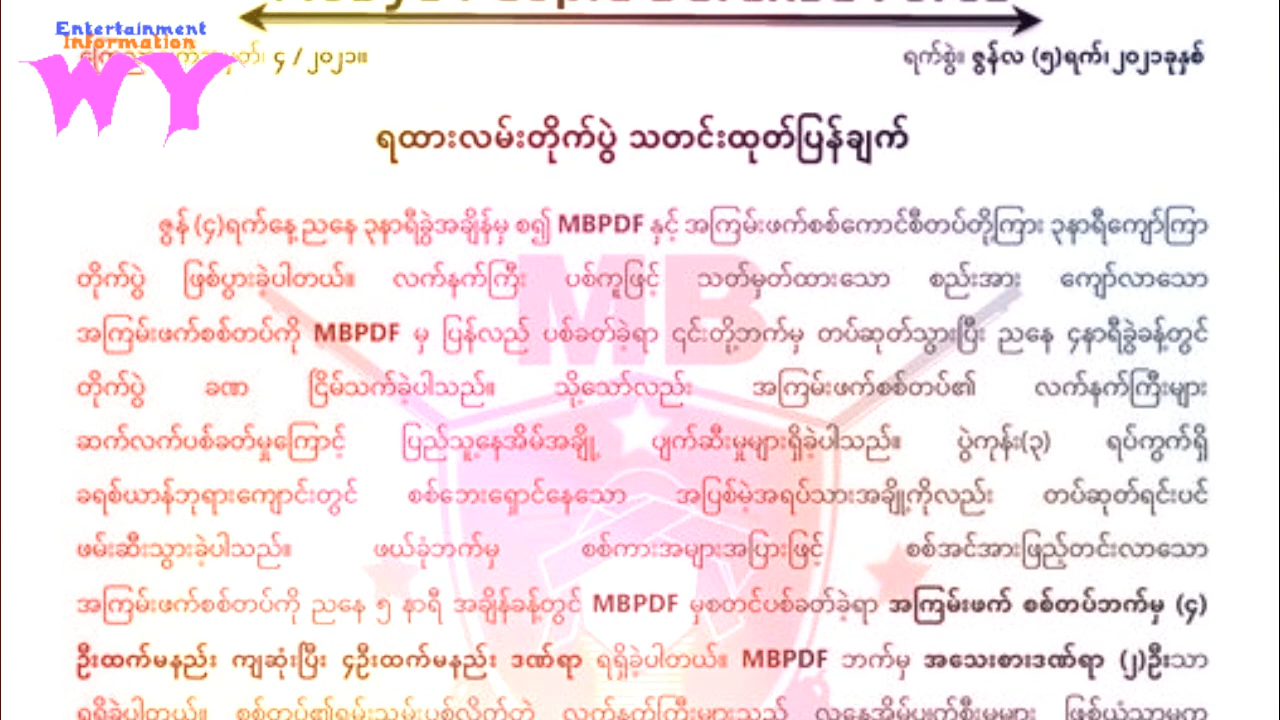 Entertainment
Information
WY
၄ / ၂၀၂၁။
ရက်စွဲ။ ဇွန်လ (၅)ရက်၊ ၂၀၂၁ခုနှစ်
ရထားလမ်းတိုက်ပွဲ သတင်းထုတ်ပြန်ချက်
ဇွန် (၄)ရက်နေ့ ညနေ ၃နာရီခွဲအချိန်မှ စ၍ MBPDF နှင့် အကြမ်းဖက်စစ်ကောင်စီတပ်တို့ကြား ၃နာရီကျော်ကြာ
တိုက်ပွဲ ဖြစ်ပွားခဲ့ပါတယ်။ လက်နက်ကြီး ပစ်ကူဖြင့် သတ်မှတ်ထားသော စည်းအား ကျော်လာသော
အကြမ်းဖက်စစ်တပ်ကို MBPDF မှ ပြန်လည် ပစ်ခတ်ခဲ့ရာ ၎င်းတို့ဘက်မှ တပ်ဆုတ်သွားပြီး ညနေ ၄နာရီခွဲခန့်တွင်
တိုက်ပွဲ ခဏ ငြိမ်သက်ခဲ့ပါသည်။ သို့သော်လည်း အကြမ်းဖက်စစ်တပ်၏ လက်နက်ကြီးများ
ဆက်လက်ပစ်ခတ်မှုကြောင့် ပြည်သူ့နေအိမ်အချို့ ပျက်ဆီးမှုများရှိခဲ့ပါသည်။ ပွဲကုန်း(၃) ရပ်ကွက်ရှိ
ခရစ်ယာန်ဘုရားကျောင်းတွင် စစ်ဘေးရှောင်နေသော အပြစ်မဲ့အရပ်သားအချို့ကိုလည်း တပ်ဆုတ်ရင်းပင်
ဖမ်းဆီးသွားခဲ့ပါသည်။ ဖယ်ခုံဘက်မှ စစ်ကားအများအပြားဖြင့် စစ်အင်အားဖြည့်တင်းလာသော
အကြမ်းဖက်စစ်တပ်ကို ညနေ ၅ နာရီ အချိန်ခန့်တွင် MBPDF မှစတင်ပစ်ခတ်ခဲ့ရာ အကြမ်းဖက် စစ်တပ်ဘက်မှ (၄)
ဦးထက်မနည်း ကျဆုံးပြီး ၄ဦးထက်မနည်း ဒဏ်ရာ ရရှိခဲ့ပါတယ်။ MBPDF ဘက်မှ အသေးစားဒဏ်ရာ (၂)ဦးသာ
ရရှိခဲ့ပါတယ်။